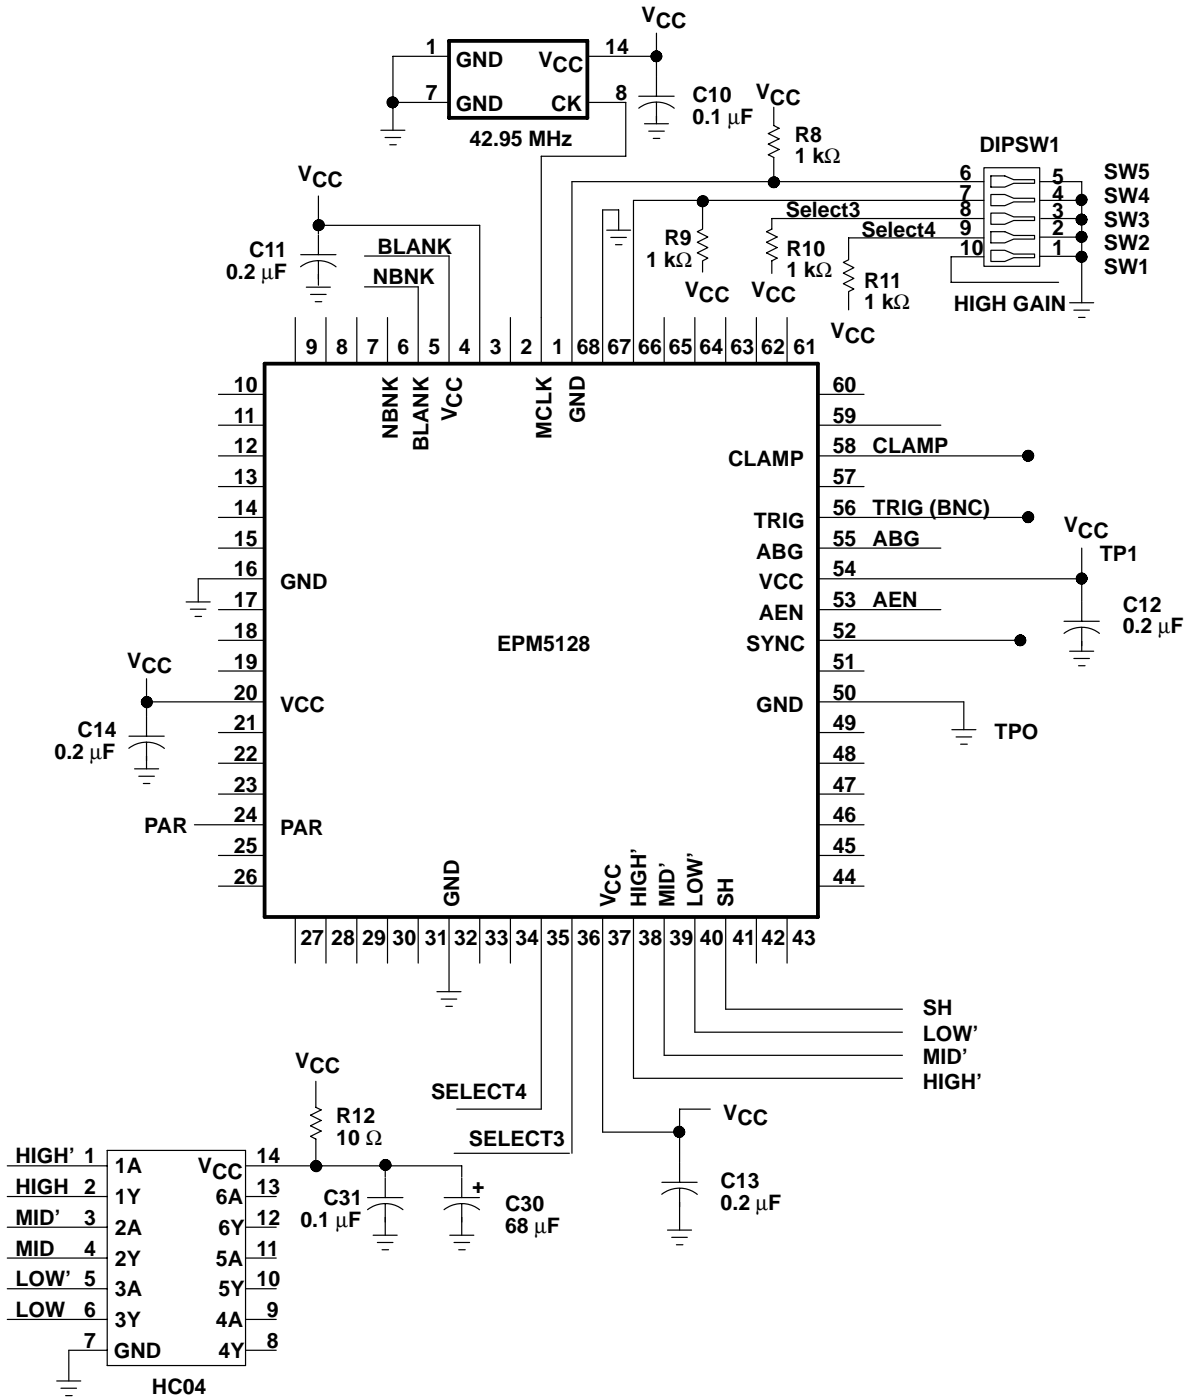 VCC
1 GND VCC 14
7 GND CK 8
42.95 MHz
C10
0.1 μF
VCC
R8
1 kΩ
DIPSW1
6 5 SW5
7 4 SW4
8 3 SW3
9 2 SW2
10 1 SW1
HIGH GAIN
Select3
Select4
VCC
C11
0.2 μF
BLANK
NBNK
R9
1 kΩ
VCC
R10
1 kΩ
VCC
R11
1 kΩ
VCC
9 8 7 6 5 4 3 2 1 68 67 66 65 64 63 62 61
NBNK
BLANK
VCC
MCLK
GND
10
11
12
13
14
15
16 GND
17
18
19
20 VCC
21
22
23
PAR 24 PAR
25
26
VCC
C14
0.2 μF
EPM5128
60
59
CLAMP 58 CLAMP
57
TRIG 56 TRIG (BNC)
ABG 55 ABG
VCC 54
AEN 53 AEN
SYNC 52
51
GND 50
49
48
47
46
45
44
VCC
TP1
C12
0.2 μF
TPO
GND
VCC
HIGH'
MID'
LOW'
SH
27 28 29 30 31 32 33 34 35 36 37 38 39 40 41 42 43
SH
LOW'
MID'
HIGH'
SELECT4
SELECT3
VCC
C13
0.2 μF
VCC
R12
10 Ω
C31
0.1 μF
+
C30
68 μF
HIGH' 1 1A VCC 14
HIGH 2 1Y 6A 13
MID' 3 2A 6Y 12
MID 4 2Y 5A 11
LOW' 5 3A 5Y 10
LOW 6 3Y 4A 9
7 GND 4Y 8
HC04